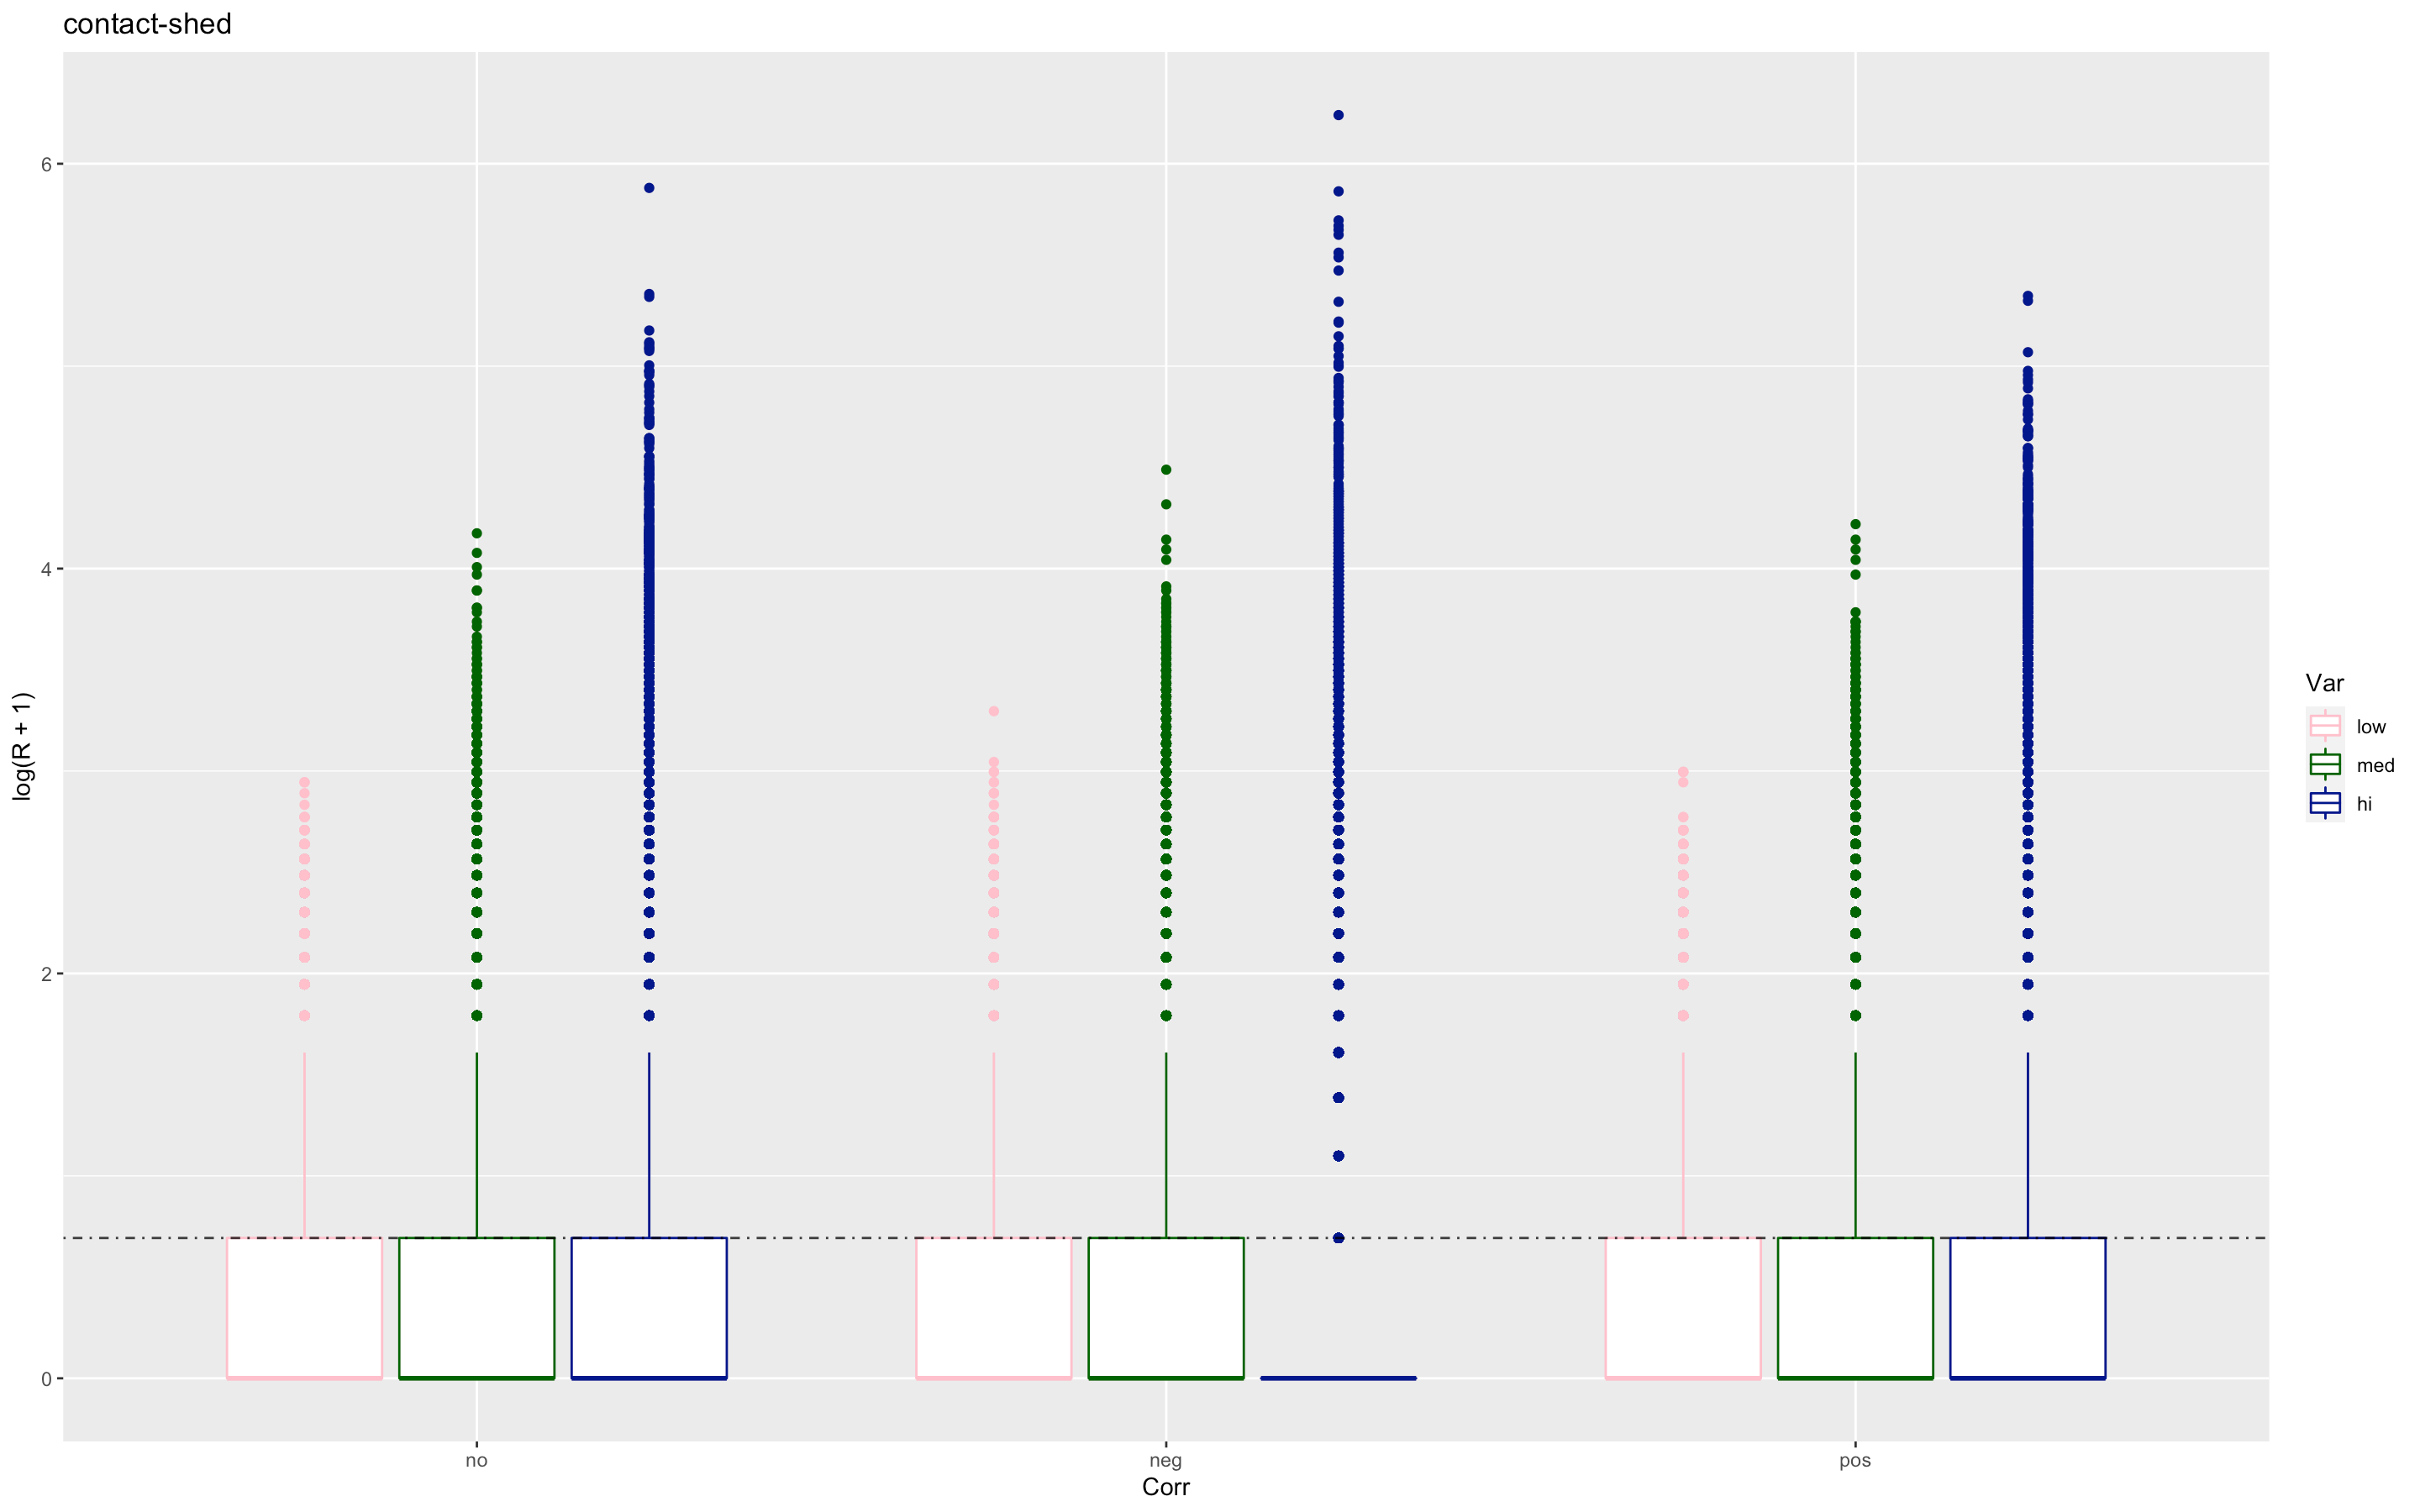 contact-shed
6
4
2
0
log(R + 1)
no
neg
pos
Corr
Var
low
med
hi